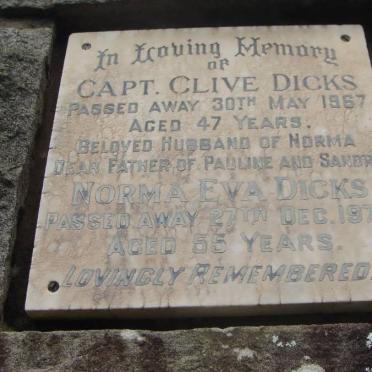 In Loving Memory
OF
CAPT. CLIVE DICKS
PASSED AWAY 30TH MAY 1967
AGED 47 YEARS.
BELOVED HUSBAND OF NORMA
DEAR FATHER OF PAULINE AND
NORMA EVA DICKS
PASSED AWAY 27TH DEC.
AGED 55 YEARS.
LOVINGLY REMEMBERED.